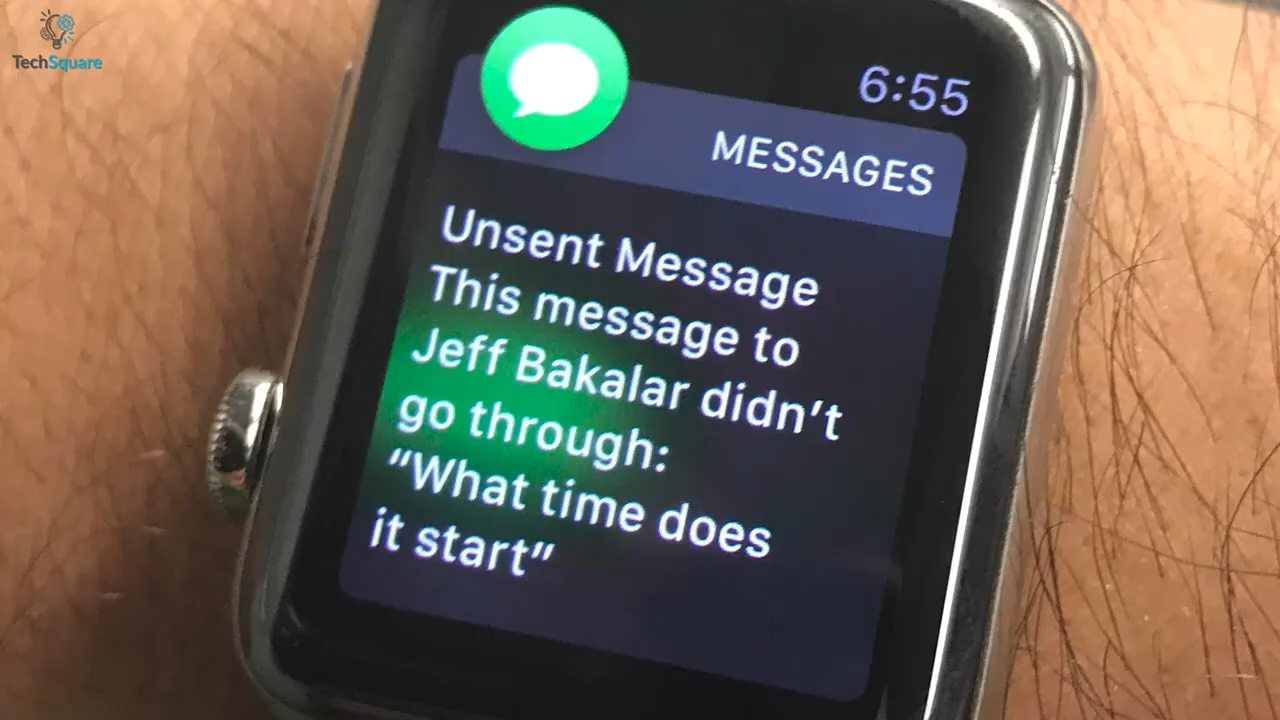 TechSquare
6:55
MESSAGES
Unsent Message
This message to
Jeff Bakalar didn’t
go through:
“What time does
it start”